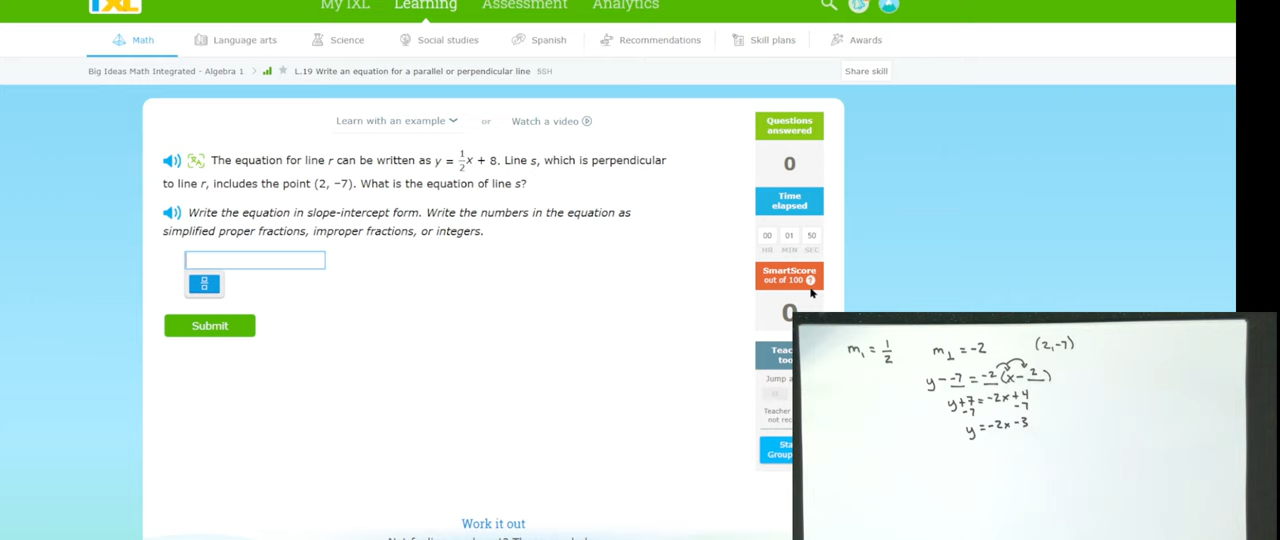 IXL
My IXL Learning Assessment Analytics
Math Language arts Science Social studies Spanish Recommendations Skill plans Awards
Big Ideas Math Integrated - Algebra 1 > L.19 Write an equation for a parallel or perpendicular line 5SH
Share skill
Learn with an example or Watch a video
The equation for line r can be written as y = 1/2 x + 8. Line s, which is perpendicular
to line r, includes the point (2, −7). What is the equation of line s?
Write the equation in slope-intercept form. Write the numbers in the equation as
simplified proper fractions, improper fractions, or integers.
Submit
Questions
answered
0
Time
elapsed
00 01 50
HR MIN SEC
SmartScore
out of 100
0
Jump
Teacher
Group
Work it out
m₁ = 1/2 m⊥ = -2 (2, -7)
y - -7 = -2 (x - 2)
y + 7 = -2x + 4
-7 -7
y = -2x - 3